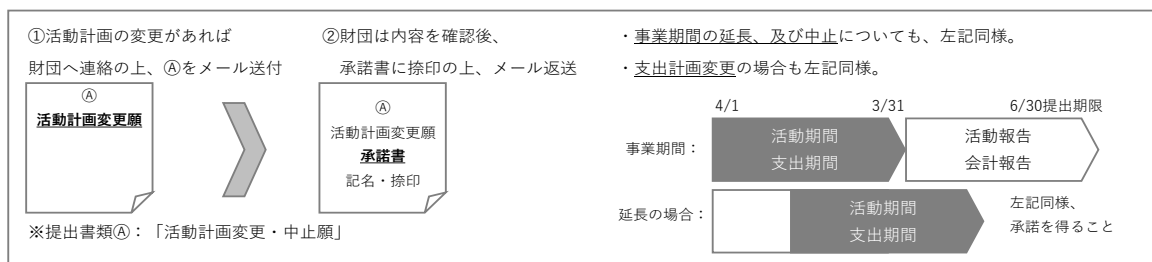 ①活動計画の変更があれば
財団へ連絡の上、Ⓐをメール送付
Ⓐ
活動計画変更願
※提出書類Ⓐ：「活動計画変更・中止願」
②財団は内容を確認後、
承諾書に捺印の上、メール返送
Ⓐ
活動計画変更願
承諾書
記名・捺印
・事業期間の延長、及び中止についても、左記同様。
・支出計画変更の場合も左記同様。
4/1 3/31 6/30提出期限
事業期間：
活動期間
支出期間
活動報告
会計報告
延長の場合：
活動期間
支出期間
左記同様、
承諾を得ること